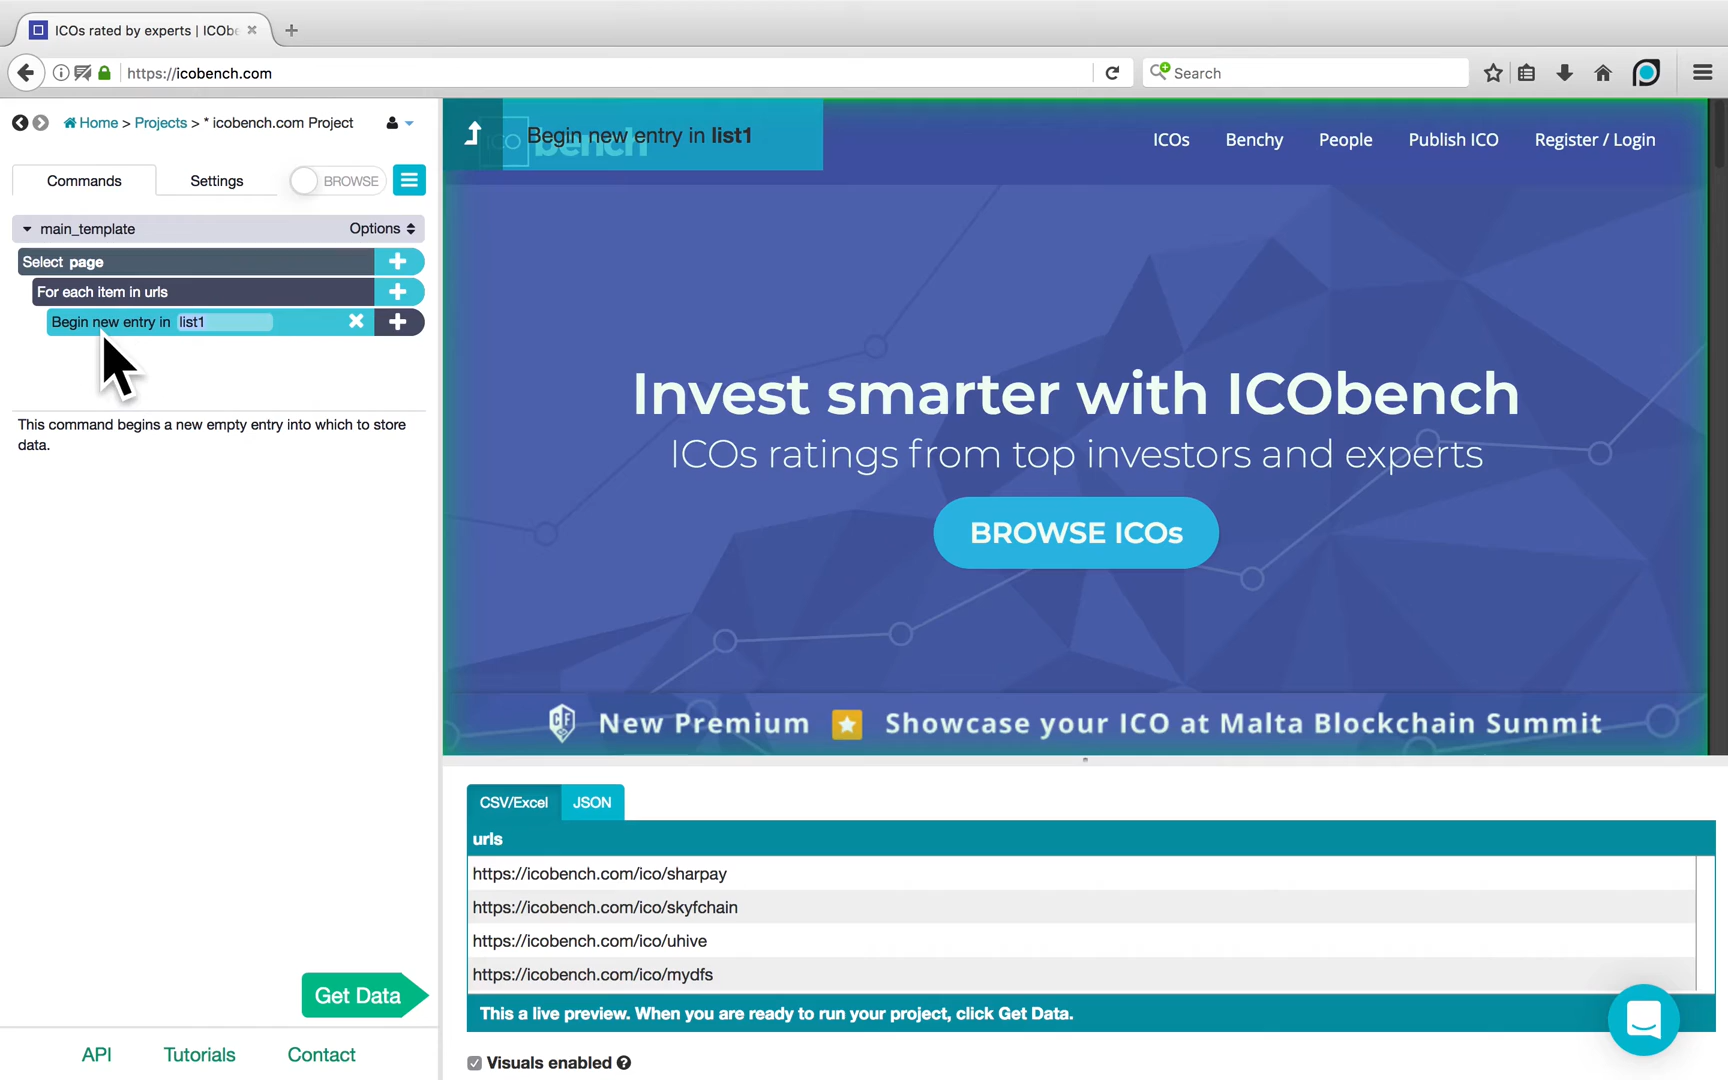 ICOs rated by experts | ICObe
https://icobench.com
Search
Home > Projects > * icobench.com Project
Commands
Settings
BROWSE
main_template
Options
Select page
For each item in urls
Begin new entry in list1
This command begins a new empty entry into which to store
data.
Get Data
API
Tutorials
Contact
Begin new entry in list1
ICO
bench
ICOs
Benchy
People
Publish ICO
Register / Login
Invest smarter with ICObench
ICOs ratings from top investors and experts
BROWSE ICOs
CF
New Premium
Showcase your ICO at Malta Blockchain Summit
CSV/Excel
JSON
urls
https://icobench.com/ico/sharpay
https://icobench.com/ico/skyfchain
https://icobench.com/ico/uhive
https://icobench.com/ico/mydfs
This a live preview. When you are ready to run your project, click Get Data.
Visuals enabled